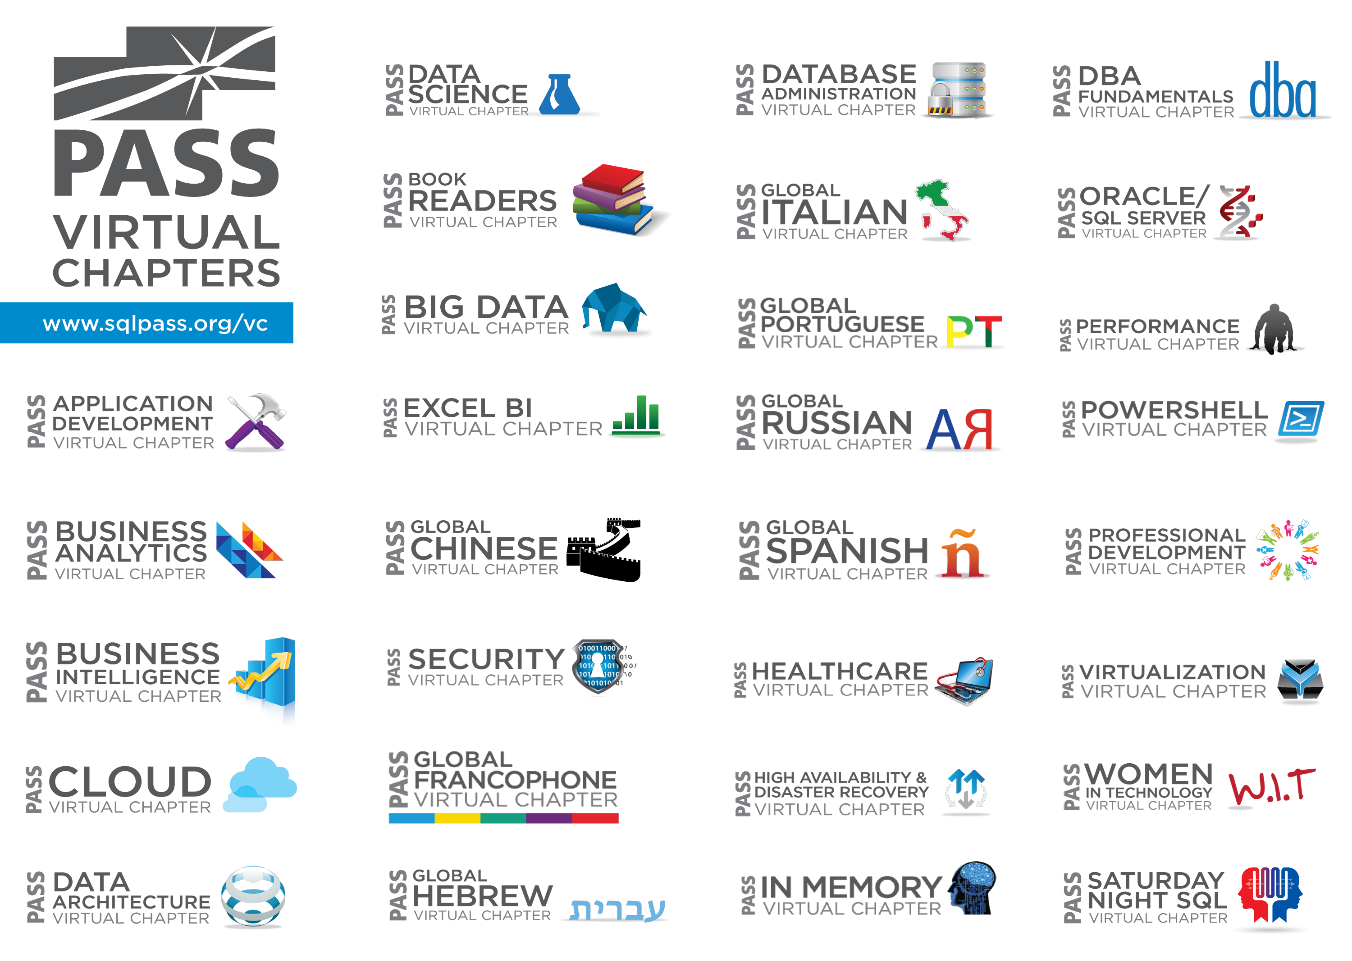 PASS
VIRTUAL
CHAPTERS
www.sqlpass.org/vc
PASS
APPLICATION
DEVELOPMENT
VIRTUAL CHAPTER
PASS
BUSINESS
ANALYTICS
VIRTUAL CHAPTER
PASS
BUSINESS
INTELLIGENCE
VIRTUAL CHAPTER
PASS
CLOUD
VIRTUAL CHAPTER
PASS
DATA
ARCHITECTURE
VIRTUAL CHAPTER
PASS
DATA
SCIENCE
VIRTUAL CHAPTER
PASS
BOOK
READERS
VIRTUAL CHAPTER
PASS
BIG DATA
VIRTUAL CHAPTER
PASS
EXCEL BI
VIRTUAL CHAPTER
PASS
GLOBAL
CHINESE
VIRTUAL CHAPTER
PASS
SECURITY
VIRTUAL CHAPTER
PASS
GLOBAL
FRANCOPHONE
VIRTUAL CHAPTER
PASS
GLOBAL
HEBREW
VIRTUAL CHAPTER
עברית
PASS
DATABASE
ADMINISTRATION
VIRTUAL CHAPTER
PASS
GLOBAL
ITALIAN
VIRTUAL CHAPTER
PASS
GLOBAL
PORTUGUESE
VIRTUAL CHAPTER
PT
PASS
GLOBAL
RUSSIAN
VIRTUAL CHAPTER
АЯ
PASS
GLOBAL
SPANISH
VIRTUAL CHAPTER
ñ
PASS
HEALTHCARE
VIRTUAL CHAPTER
PASS
HIGH AVAILABILITY &
DISASTER RECOVERY
VIRTUAL CHAPTER
PASS
IN MEMORY
VIRTUAL CHAPTER
PASS
DBA
FUNDAMENTALS
VIRTUAL CHAPTER
dba
PASS
ORACLE/
SQL SERVER
VIRTUAL CHAPTER
PASS
PERFORMANCE
VIRTUAL CHAPTER
PASS
POWERSHELL
VIRTUAL CHAPTER
PASS
PROFESSIONAL
DEVELOPMENT
VIRTUAL CHAPTER
PASS
VIRTUALIZATION
VIRTUAL CHAPTER
PASS
WOMEN
IN TECHNOLOGY
VIRTUAL CHAPTER
W.I.T
PASS
SATURDAY
NIGHT SQL
VIRTUAL CHAPTER